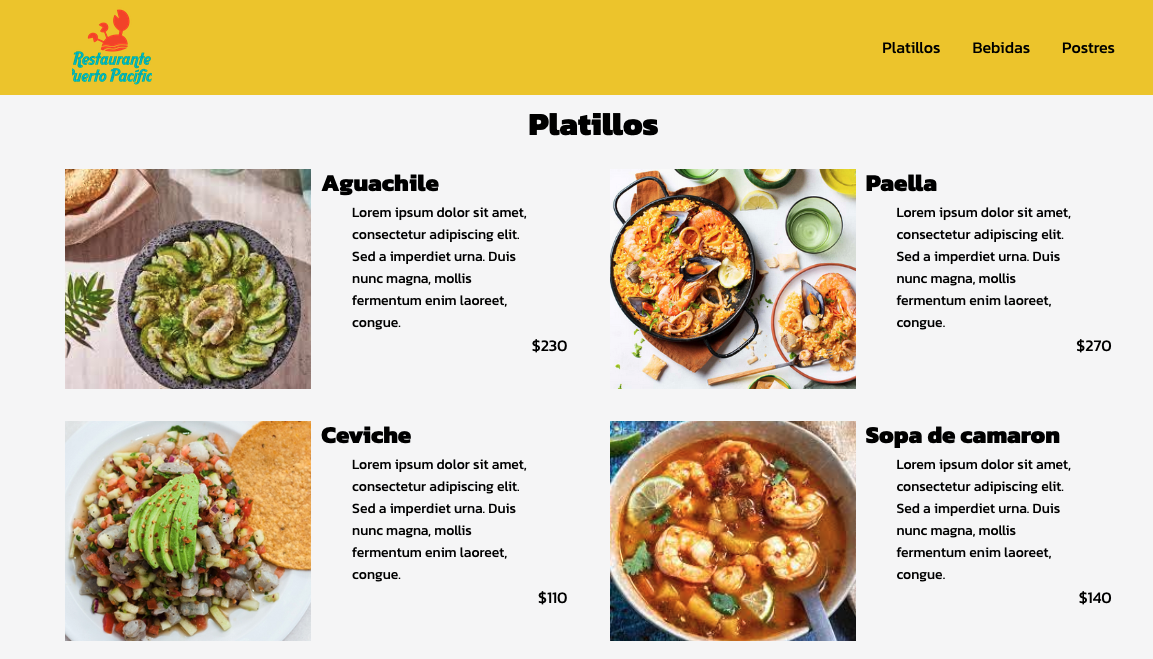 Restaurante
uerto Pacific
Platillos Bebidas Postres
Platillos
Aguachile
Lorem ipsum dolor sit amet,
consectetur adipiscing elit.
Sed a imperdiet urna. Duis
nunc magna, mollis
fermentum enim laoreet,
congue.
$230
Paella
Lorem ipsum dolor sit amet,
consectetur adipiscing elit.
Sed a imperdiet urna. Duis
nunc magna, mollis
fermentum enim laoreet,
congue.
$270
Ceviche
Lorem ipsum dolor sit amet,
consectetur adipiscing elit.
Sed a imperdiet urna. Duis
nunc magna, mollis
fermentum enim laoreet,
congue.
$110
Sopa de camaron
Lorem ipsum dolor sit amet,
consectetur adipiscing elit.
Sed a imperdiet urna. Duis
nunc magna, mollis
fermentum enim laoreet,
congue.
$140